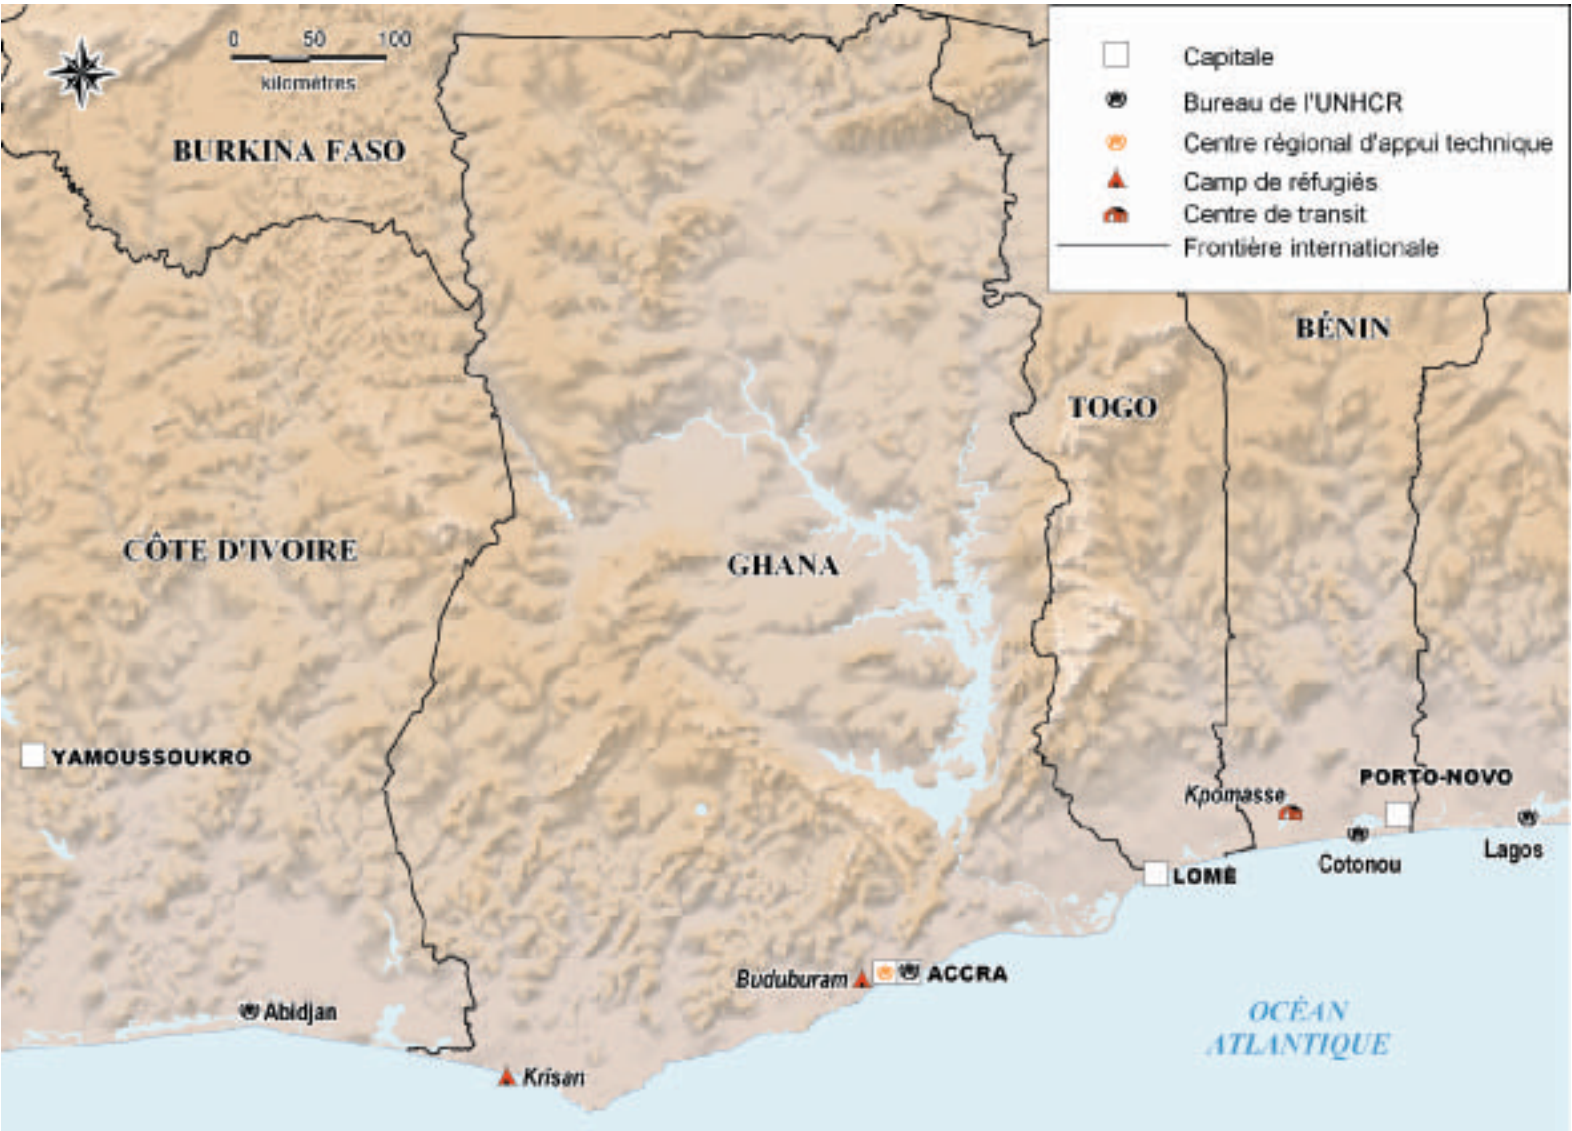 0 50 100
kilométres
Capitale
Bureau de l'UNHCR
Centre régional d'appui technique
Camp de réfugiés
Centre de transit
Frontière internationale
BURKINA FASO
BÉNIN
TOGO
CÔTE D'IVOIRE
GHANA
YAMOUSSOUKRO
PORTO-NOVO
Kpomasse
Lagos
Cotonou
LOMÉ
Buduburam
ACCRA
Abidjan
OCÉAN
ATLANTIQUE
Krisan